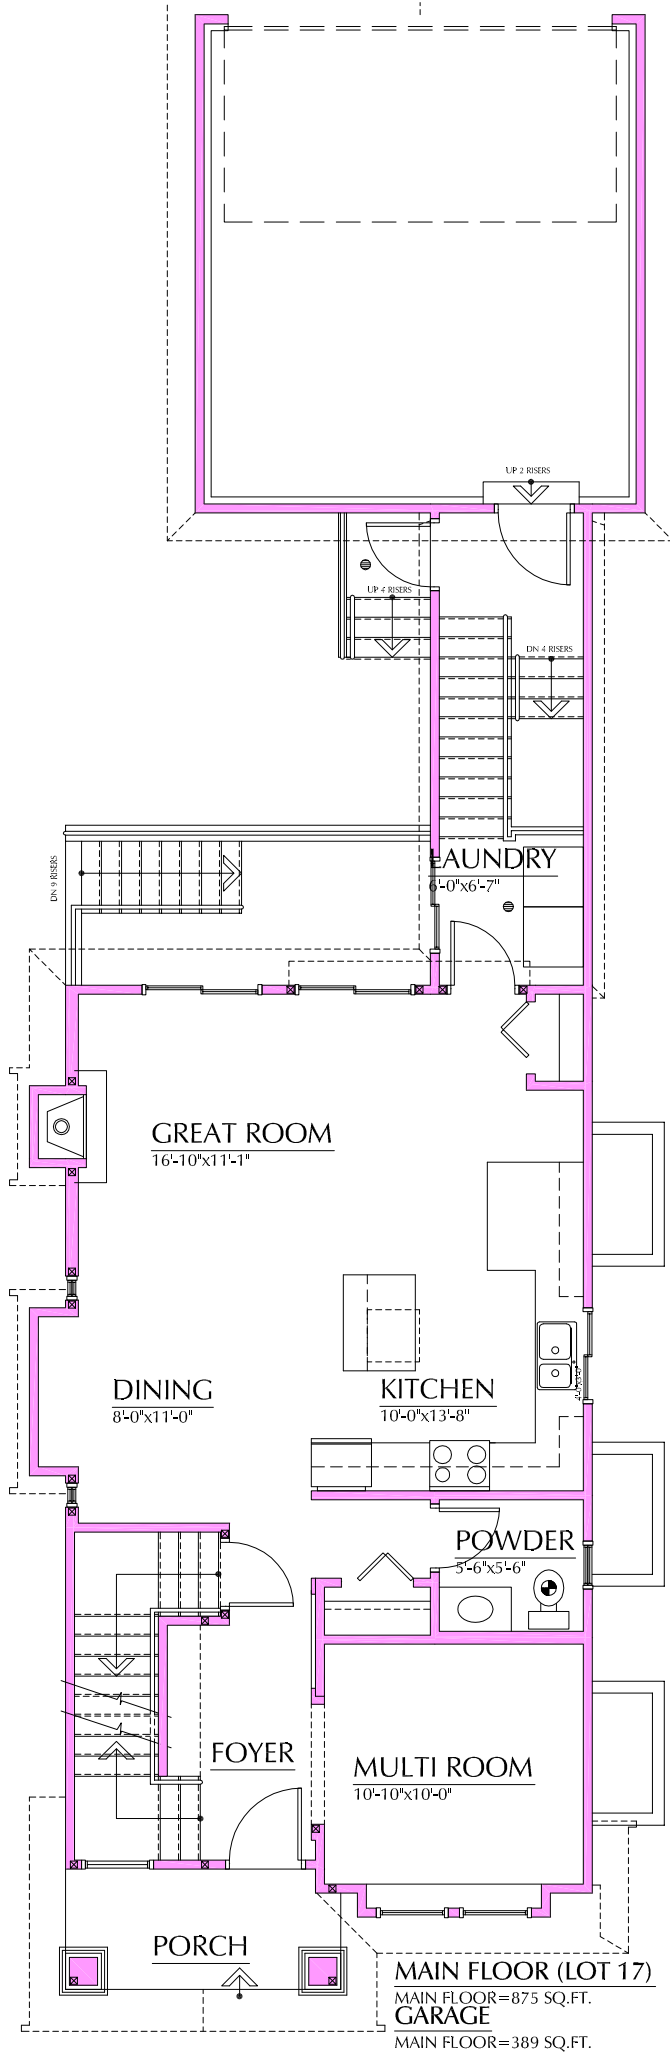 UP 2 RISERS
UP 4 RISERS
DN 4 RISERS
LAUNDRY
6'-0"x6'-7"
DN 9 RISERS
GREAT ROOM
16'-10"x11'-1"
DINING
8'-0"x11'-0"
KITCHEN
10'-0"x13'-8"
POWDER
5'-6"x5'-6"
FOYER
MULTI ROOM
10'-10"x10'-0"
PORCH
MAIN FLOOR (LOT 17)
MAIN FLOOR=875 SQ.FT.
GARAGE
MAIN FLOOR=389 SQ.FT.